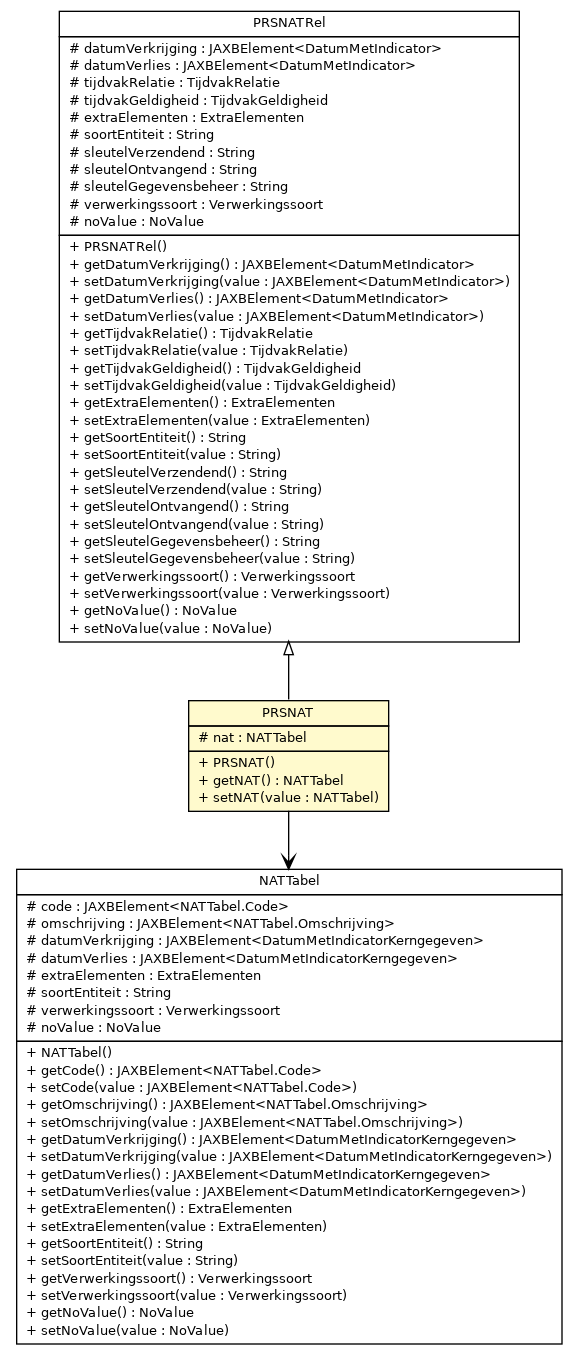 PRSNATRel
# datumVerkrijging : JAXBElement<DatumMetIndicator>
# datumVerlies : JAXBElement<DatumMetIndicator>
# tijdvakRelatie : TijdvakRelatie
# tijdvakGeldigheid : TijdvakGeldigheid
# extraElementen : ExtraElementen
# soortEntiteit : String
# sleutelVerzendend : String
# sleutelOntvangend : String
# sleutelGegevensbeheer : String
# verwerkingssoort : Verwerkingssoort
# noValue : NoValue
+ PRSNATRel()
+ getDatumVerkrijging() : JAXBElement<DatumMetIndicator>
+ setDatumVerkrijging(value : JAXBElement<DatumMetIndicator>)
+ getDatumVerlies() : JAXBElement<DatumMetIndicator>
+ setDatumVerlies(value : JAXBElement<DatumMetIndicator>)
+ getTijdvakRelatie() : TijdvakRelatie
+ setTijdvakRelatie(value : TijdvakRelatie)
+ getTijdvakGeldigheid() : TijdvakGeldigheid
+ setTijdvakGeldigheid(value : TijdvakGeldigheid)
+ getExtraElementen() : ExtraElementen
+ setExtraElementen(value : ExtraElementen)
+ getSoortEntiteit() : String
+ setSoortEntiteit(value : String)
+ getSleutelVerzendend() : String
+ setSleutelVerzendend(value : String)
+ getSleutelOntvangend() : String
+ setSleutelOntvangend(value : String)
+ getSleutelGegevensbeheer() : String
+ setSleutelGegevensbeheer(value : String)
+ getVerwerkingssoort() : Verwerkingssoort
+ setVerwerkingssoort(value : Verwerkingssoort)
+ getNoValue() : NoValue
+ setNoValue(value : NoValue)
PRSNAT
# nat : NATTabel
+ PRSNAT()
+ getNAT() : NATTabel
+ setNAT(value : NATTabel)
NATTabel
# code : JAXBElement<NATTabel.Code>
# omschrijving : JAXBElement<NATTabel.Omschrijving>
# datumVerkrijging : JAXBElement<DatumMetIndicatorKerngegeven>
# datumVerlies : JAXBElement<DatumMetIndicatorKerngegeven>
# extraElementen : ExtraElementen
# soortEntiteit : String
# verwerkingssoort : Verwerkingssoort
# noValue : NoValue
+ NATTabel()
+ getCode() : JAXBElement<NATTabel.Code>
+ setCode(value : JAXBElement<NATTabel.Code>)
+ getOmschrijving() : JAXBElement<NATTabel.Omschrijving>
+ setOmschrijving(value : JAXBElement<NATTabel.Omschrijving>)
+ getDatumVerkrijging() : JAXBElement<DatumMetIndicatorKerngegeven>
+ setDatumVerkrijging(value : JAXBElement<DatumMetIndicatorKerngegeven>)
+ getDatumVerlies() : JAXBElement<DatumMetIndicatorKerngegeven>
+ setDatumVerlies(value : JAXBElement<DatumMetIndicatorKerngegeven>)
+ getExtraElementen() : ExtraElementen
+ setExtraElementen(value : ExtraElementen)
+ getSoortEntiteit() : String
+ setSoortEntiteit(value : String)
+ getVerwerkingssoort() : Verwerkingssoort
+ setVerwerkingssoort(value : Verwerkingssoort)
+ getNoValue() : NoValue
+ setNoValue(value : NoValue)